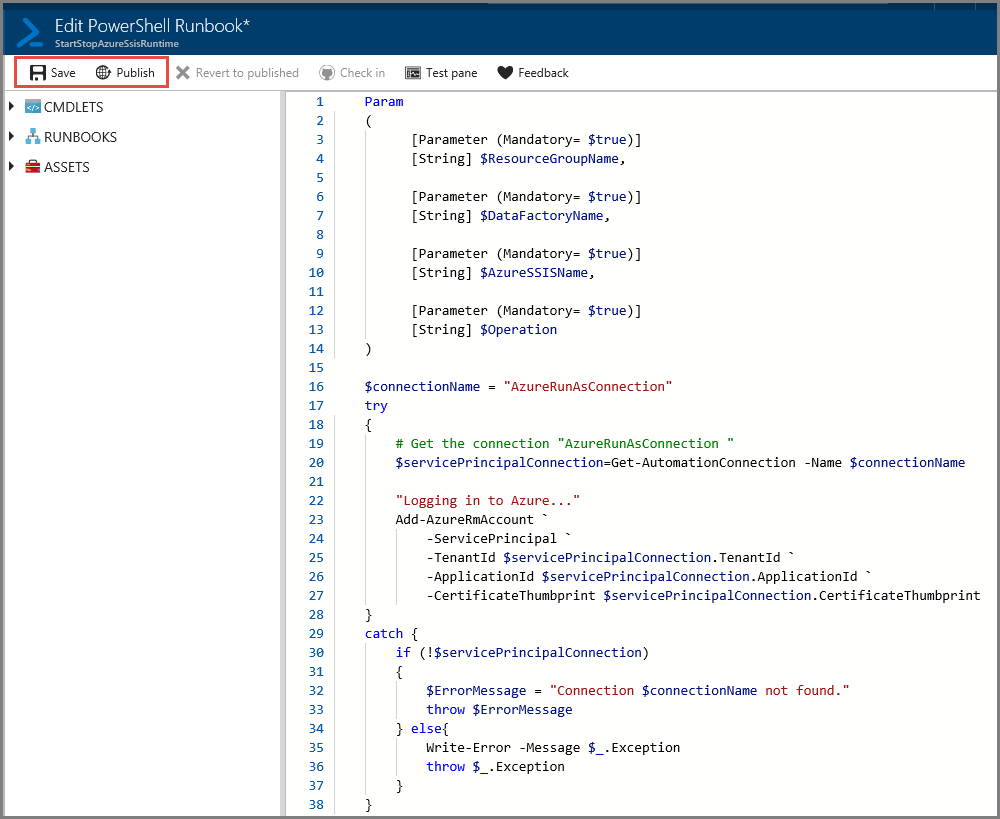 Edit PowerShell Runbook*
StartStopAzureSsisRuntime
Save Publish Revert to published Check in Test pane Feedback
CMDLETS
RUNBOOKS
ASSETS
1 Param
2 (
3 [Parameter (Mandatory= $true)]
4 [String] $ResourceGroupName,
5
6 [Parameter (Mandatory= $true)]
7 [String] $DataFactoryName,
8
9 [Parameter (Mandatory= $true)]
10 [String] $AzureSSISName,
11
12 [Parameter (Mandatory= $true)]
13 [String] $Operation
14 )
15
16 $connectionName = "AzureRunAsConnection"
17 try
18 {
19 # Get the connection "AzureRunAsConnection "
20 $servicePrincipalConnection=Get-AutomationConnection -Name $connectionName
21
22 "Logging in to Azure..."
23 Add-AzureRmAccount `
24 -ServicePrincipal `
25 -TenantId $servicePrincipalConnection.TenantId `
26 -ApplicationId $servicePrincipalConnection.ApplicationId `
27 -CertificateThumbprint $servicePrincipalConnection.CertificateThumbprint
28 }
29 catch {
30 if (!$servicePrincipalConnection)
31 {
32 $ErrorMessage = "Connection $connectionName not found."
33 throw $ErrorMessage
34 } else{
35 Write-Error -Message $_.Exception
36 throw $_.Exception
37 }
38 }